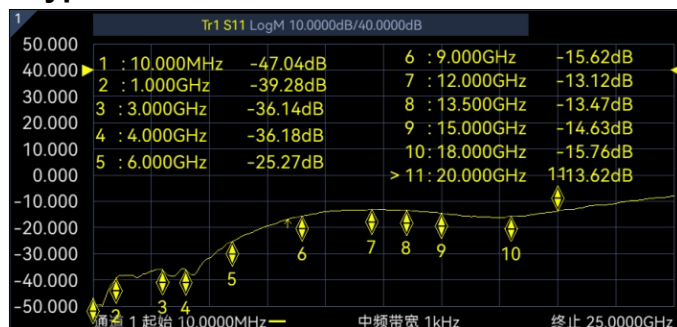 1
Tr1 S11 LogM 10.0000dB/40.0000dB
50.000
40.000
30.000
20.000
10.000
0.000
-10.000
-20.000
-30.000
-40.000
-50.000
1 : 10.000MHz -47.04dB
2 : 1.000GHz -39.28dB
3 : 3.000GHz -36.14dB
4 : 4.000GHz -36.18dB
5 : 6.000GHz -25.27dB
6 : 9.000GHz -15.62dB
7 : 12.000GHz -13.12dB
8 : 13.500GHz -13.47dB
9 : 15.000GHz -14.63dB
10: 18.000GHz -15.76dB
> 11: 20.000GHz -13.62dB
11
2
3
4
5
6
7
8
9
10
通道 1 起始 10.0000MHz
中频带宽 1kHz
终止 25.0000GHz